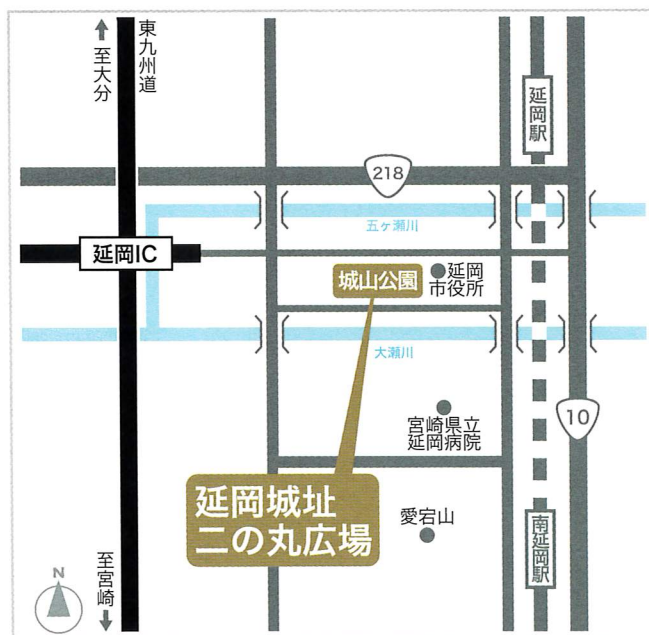 東九州道
至大分
延岡駅
218
五ヶ瀬川
延岡IC
城山公園
延岡
市役所
大瀬川
宮崎県立
延岡病院
10
延岡城址
二の丸広場
愛宕山
南延岡駅
至宮崎
N